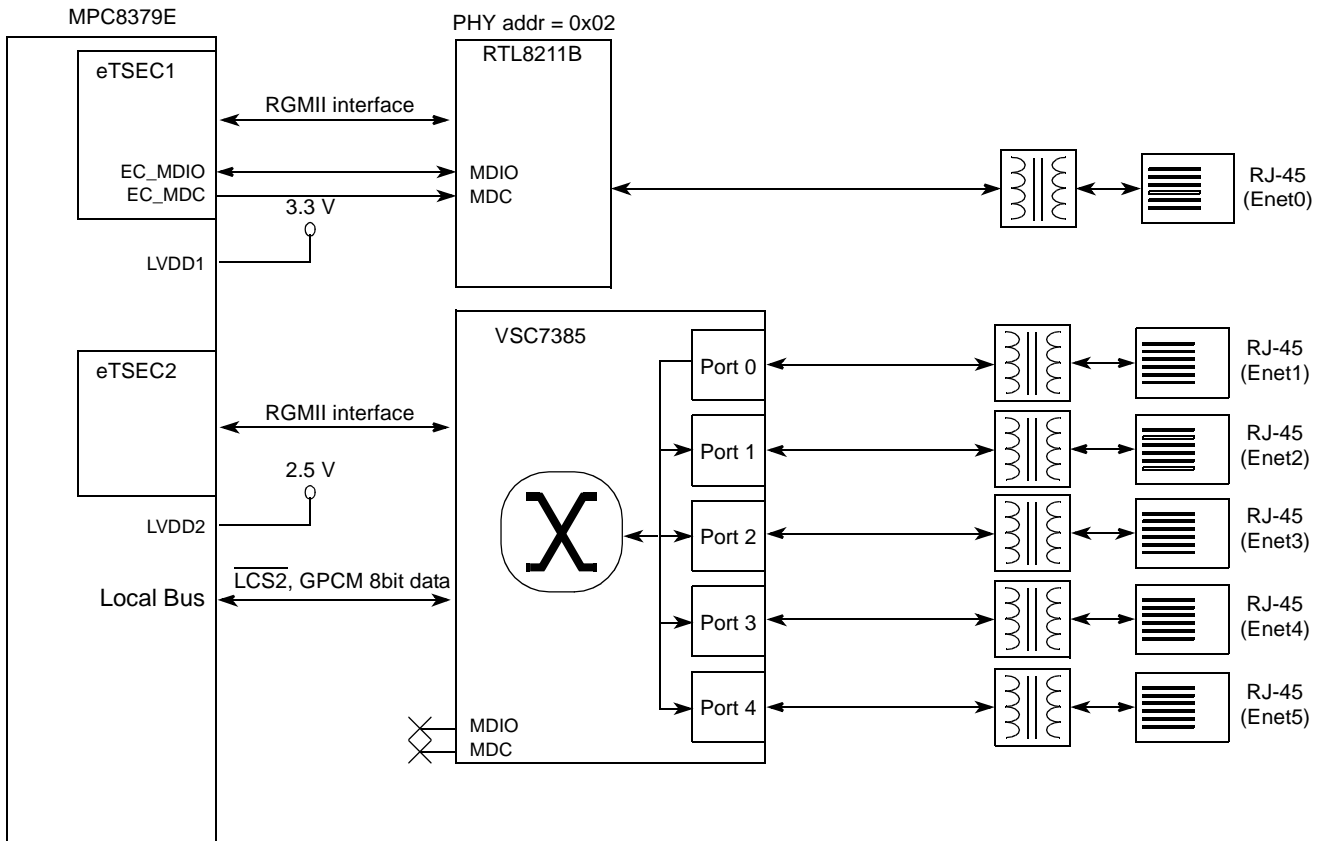 MPC8379E
PHY addr = 0x02
RTL8211B
eTSEC1
RGMII interface
EC_MDIO
EC_MDC
MDIO
MDC
3.3 V
LVDD1
RJ-45
(Enet0)
VSC7385
eTSEC2
RGMII interface
2.5 V
LVDD2
Local Bus
LCS2, GPCM 8bit data
Port 0
Port 1
Port 2
Port 3
Port 4
MDIO
MDC
RJ-45
(Enet1)
RJ-45
(Enet2)
RJ-45
(Enet3)
RJ-45
(Enet4)
RJ-45
(Enet5)